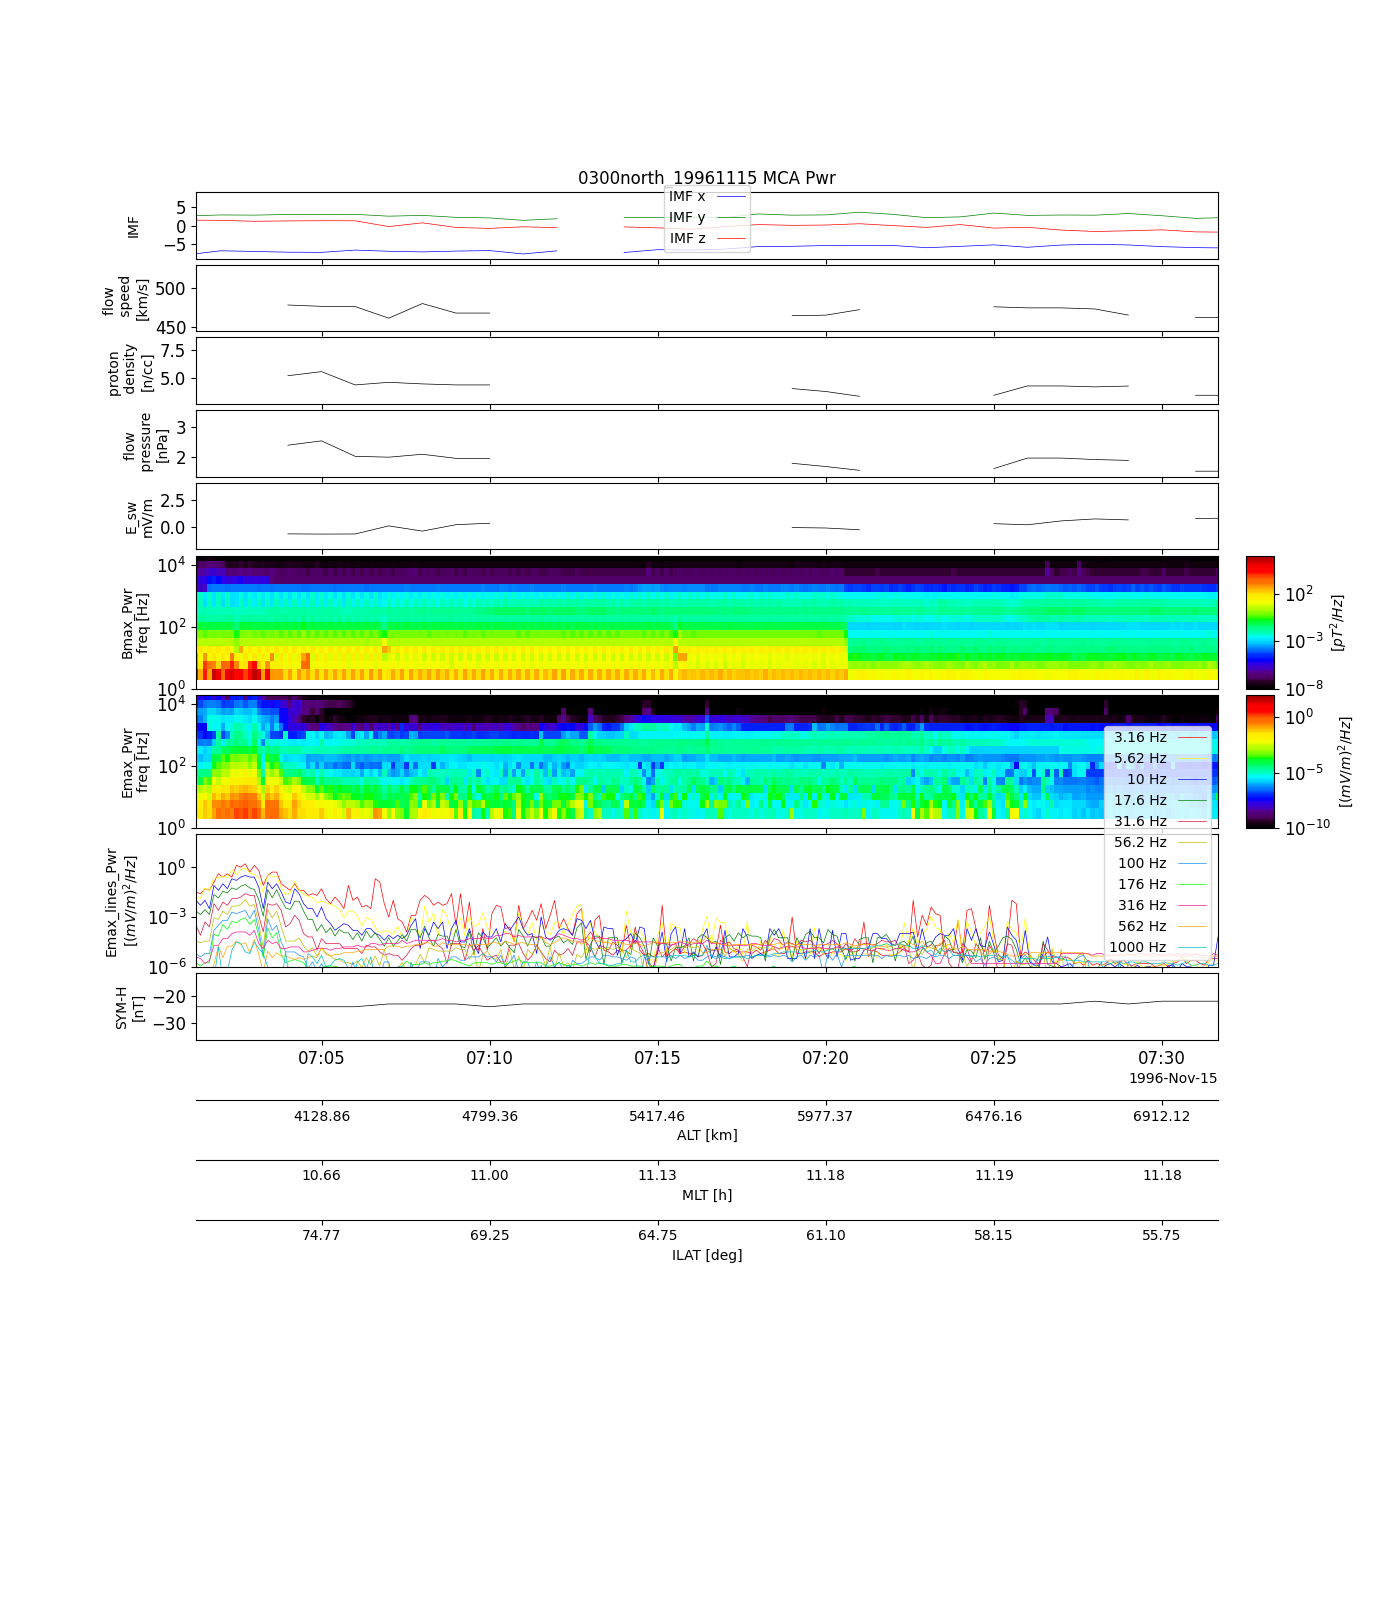 0300north_19961115 MCA Pwr
IMF
5
0
−5
IMF x
IMF y
IMF z
flow
speed
[km/s]
500
450
proton
density
[n/cc]
7.5
5.0
flow
pressure
[nPa]
3
2
E_sw
mV/m
2.5
0.0
Bmax_Pwr
freq [Hz]
10^4
10^2
10^0
10^2
10^−3
10^−8
[pT^2/Hz]
Emax_Pwr
freq [Hz]
10^4
10^2
10^0
10^0
10^−5
10^−10
[(mV/m)^2/Hz]
3.16 Hz
5.62 Hz
10 Hz
17.6 Hz
31.6 Hz
56.2 Hz
100 Hz
176 Hz
316 Hz
562 Hz
1000 Hz
Emax_lines_Pwr
[(mV/m)^2/Hz]
10^0
10^−3
10^−6
SYM-H
[nT]
−20
−30
07:05 07:10 07:15 07:20 07:25 07:30
1996-Nov-15
4128.86 4799.36 5417.46 5977.37 6476.16 6912.12
ALT [km]
10.66 11.00 11.13 11.18 11.19 11.18
MLT [h]
74.77 69.25 64.75 61.10 58.15 55.75
ILAT [deg]